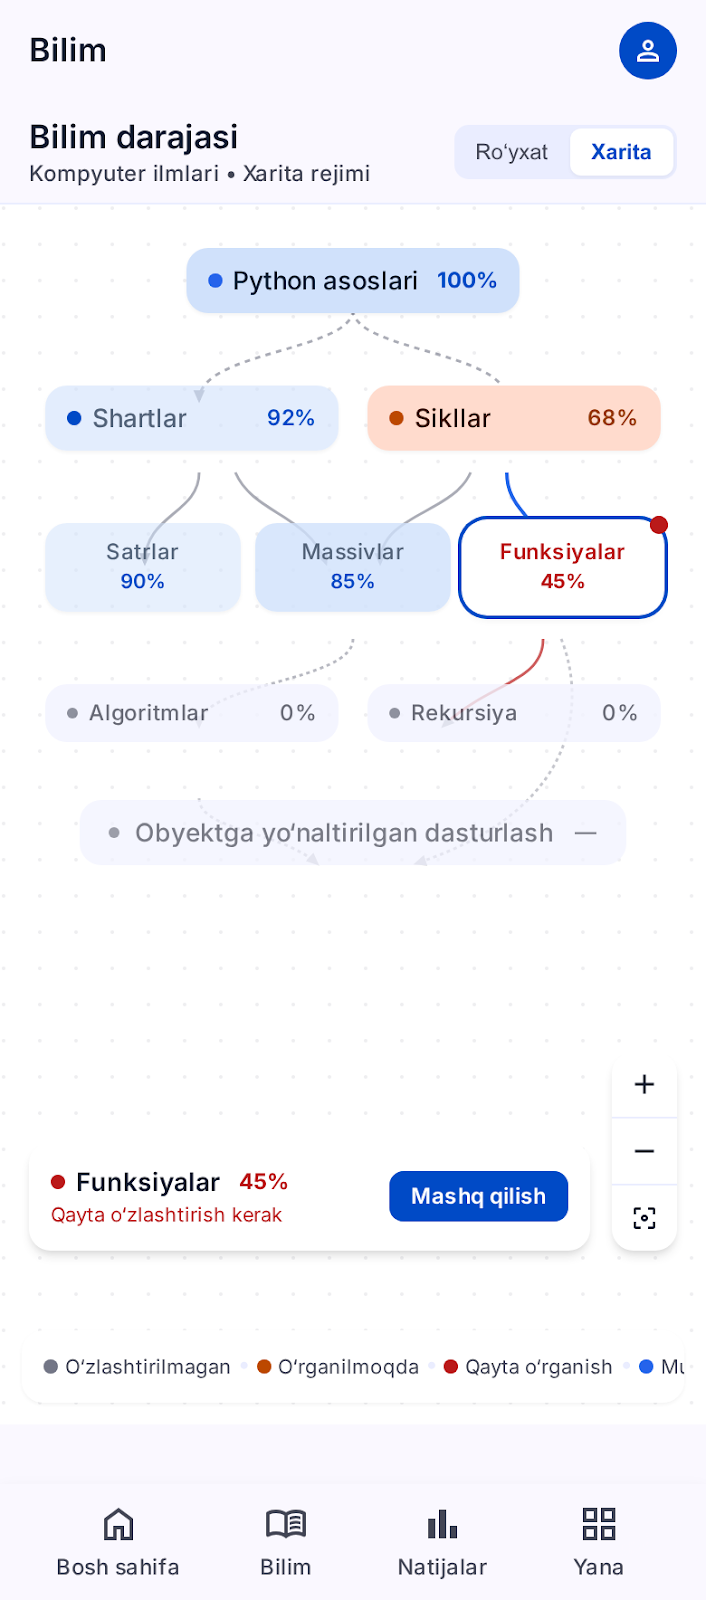 Bilim
Bilim darajasi
Kompyuter ilmlari • Xarita rejimi
Ro‘yxat
Xarita
Python asoslari 100%
Shartlar 92%
Sikllar 68%
Satrlar
90%
Massivlar
85%
Funksiyalar
45%
Algoritmlar 0%
Rekursiya 0%
Obyektga yo‘naltirilgan dasturlash —
Funksiyalar 45%
Qayta o‘zlashtirish kerak
Mashq qilish
O‘zlashtirilmagan
O‘rganilmoqda
Qayta o‘rganish
Bosh sahifa
Bilim
Natijalar
Yana